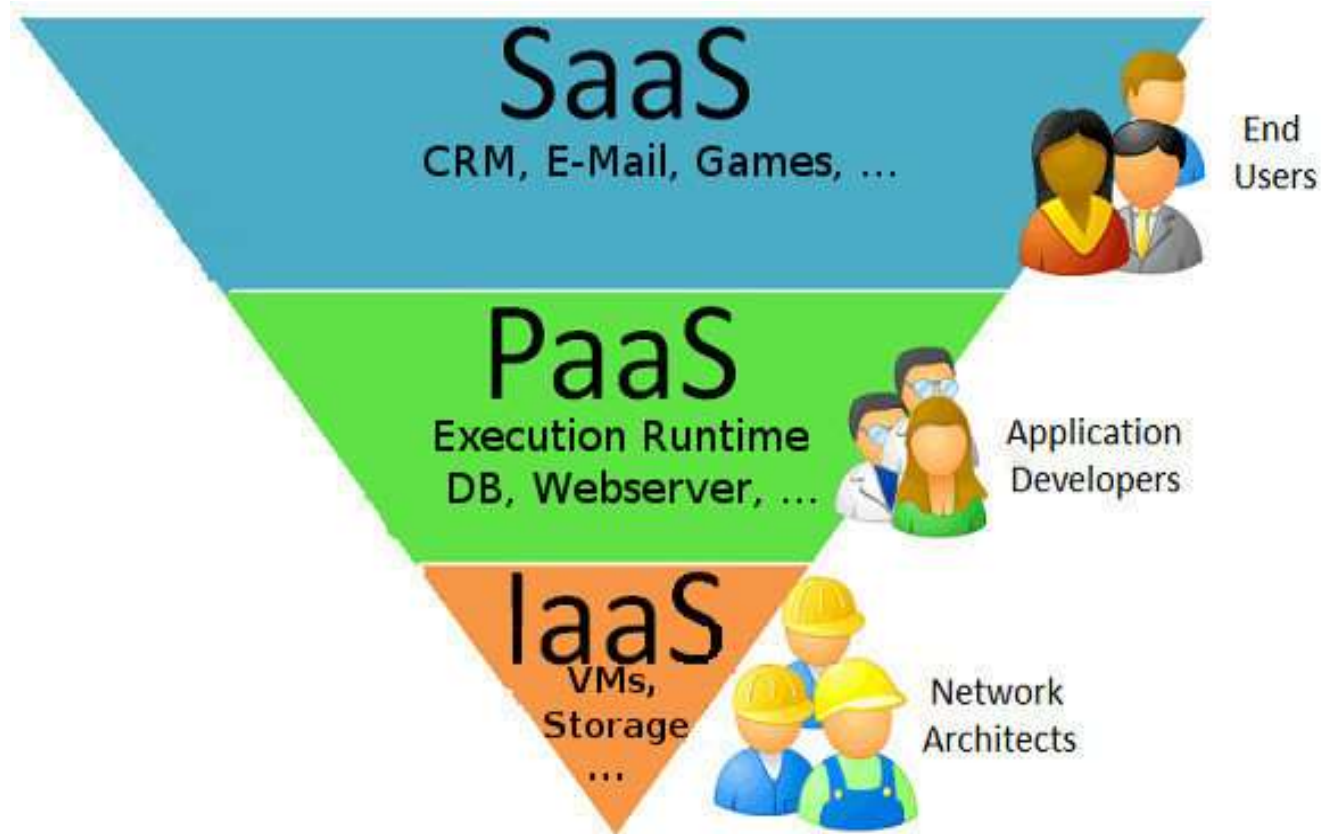 SaaS
CRM, E-Mail, Games, ...
End
Users
PaaS
Execution Runtime
DB, Webserver, ...
Application
Developers
IaaS
VMs,
Storage
...
Network
Architects